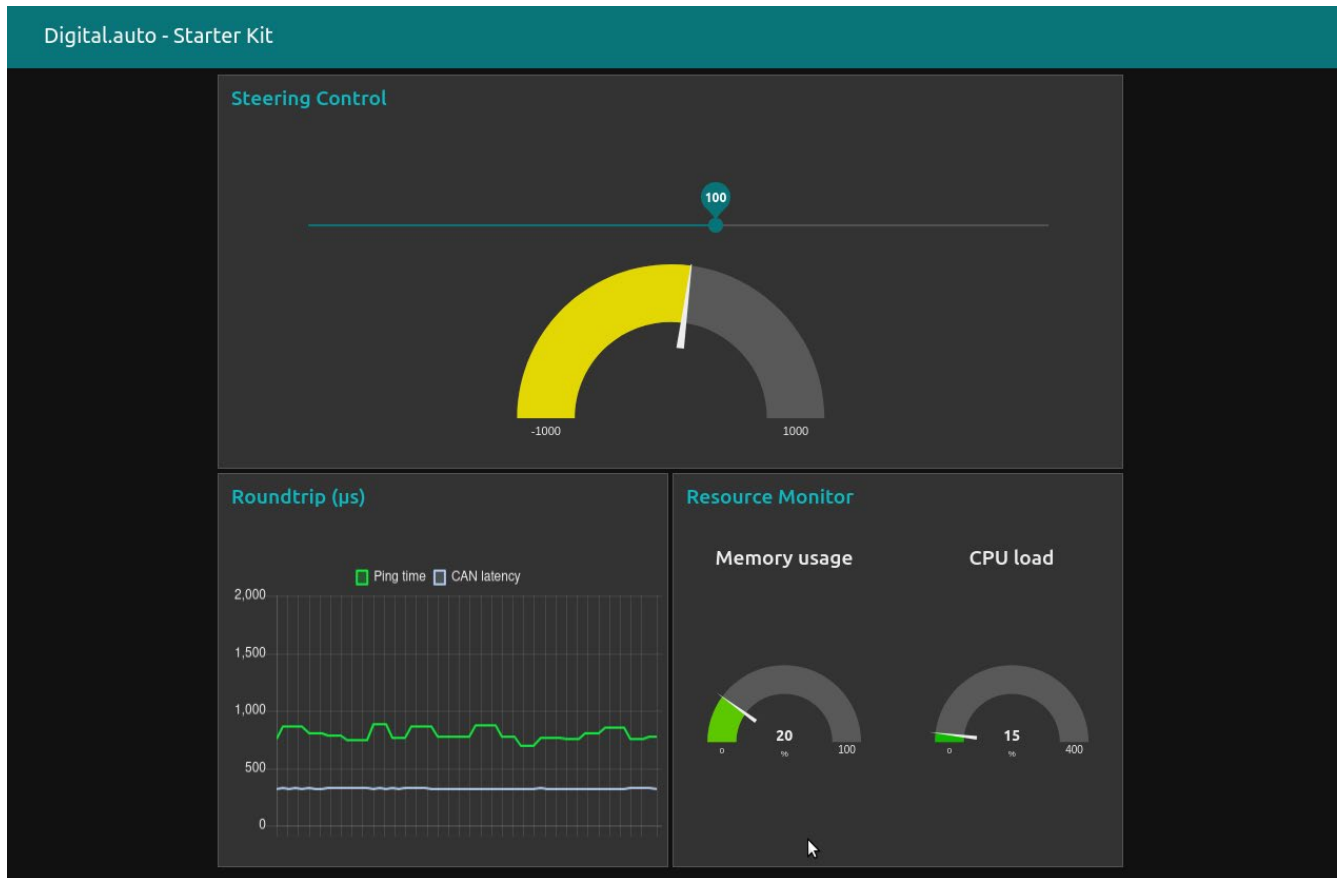 Digital.auto - Starter Kit
Steering Control
100
-1000 1000
Roundtrip (µs)
Ping time CAN latency
2,000
1,500
1,000
500
0
Resource Monitor
Memory usage CPU load
20 15
0 % 100 0 % 400